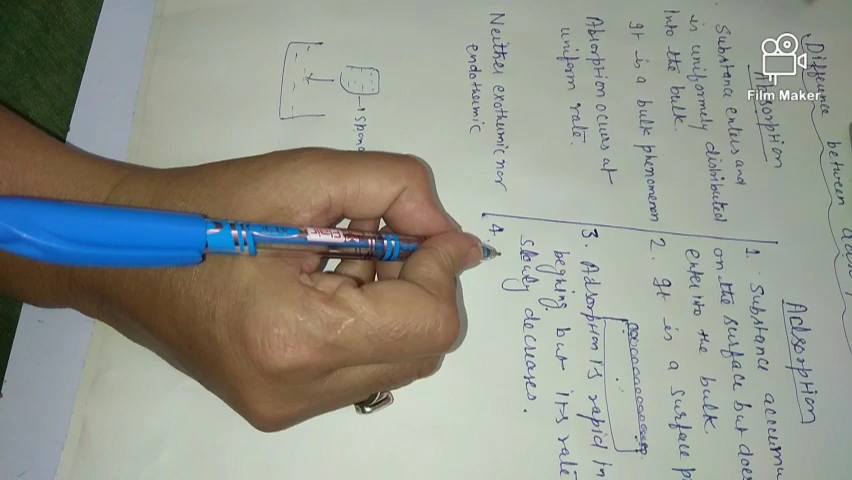 Film Maker
Difference between
Absorption
Substance enters and
is uniformely distributed
into the bulk.
It is a bulk phenomenon
Absorption occurs at
uniform rate.
Neither exothermic nor
endothermic
Adsorption
1. Substance accumu
on the surface but does
enter into the bulk.
2. It is a surface p
3. Adsorption is rapid in
begning but its rate
slowly decreases.
4.